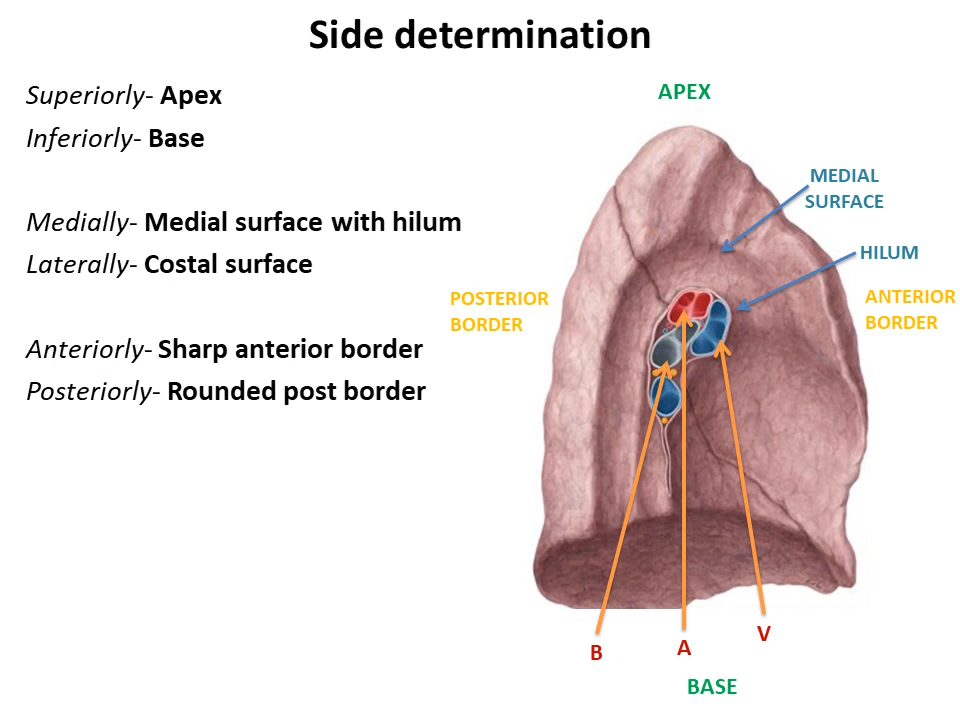 Side determination
Superiorly- Apex
Inferiorly- Base
Medially- Medial surface with hilum
Laterally- Costal surface
Anteriorly- Sharp anterior border
Posteriorly- Rounded post border
APEX
MEDIAL
SURFACE
HILUM
POSTERIOR
BORDER
ANTERIOR
BORDER
B
A
V
BASE